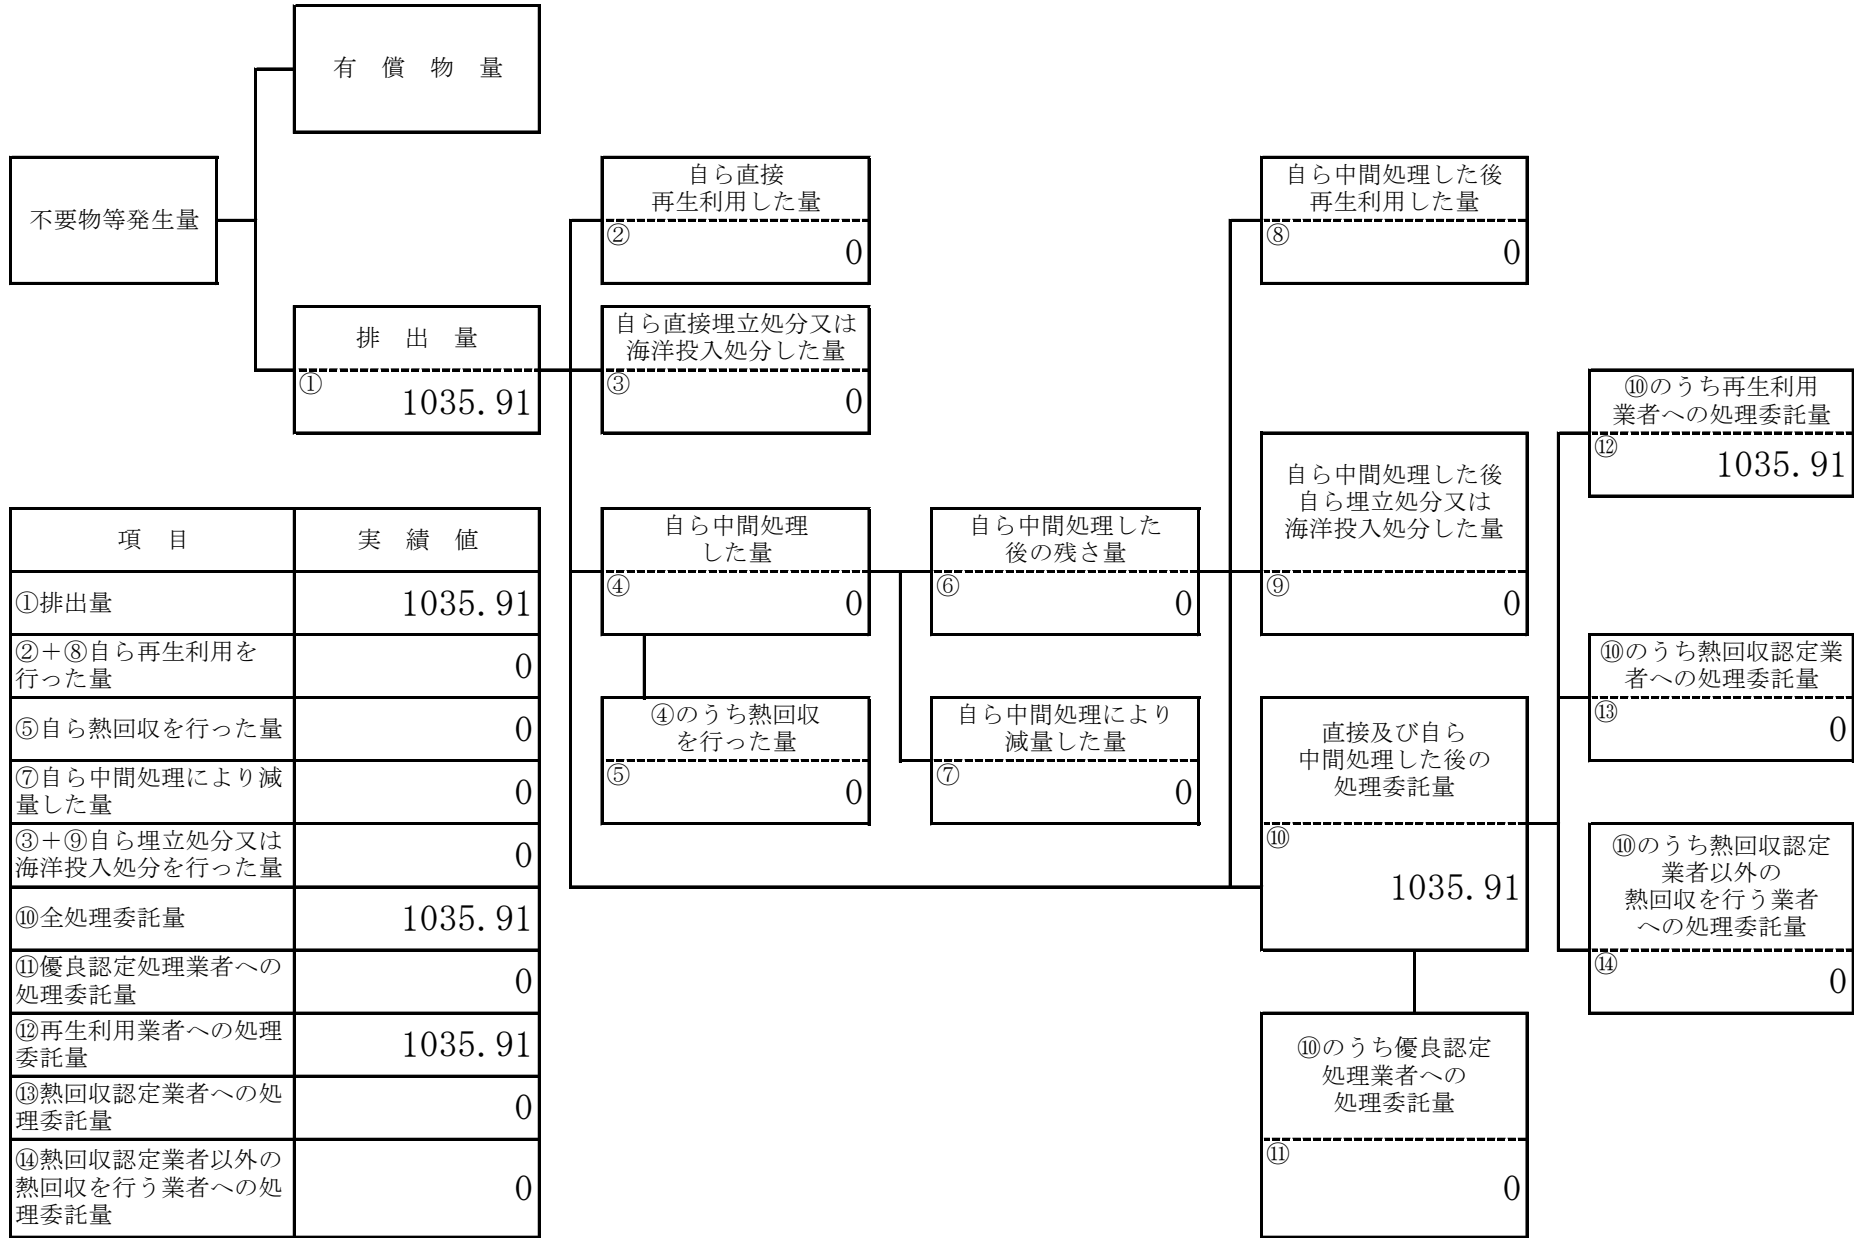 有　償　物　量
不要物等発生量
排　出　量
①
1035.91
自ら直接
再生利用した量
②
0
自ら直接埋立処分又は
海洋投入処分した量
③
0
自ら中間処理
した量
④
0
④のうち熱回収
を行った量
⑤
0
自ら中間処理した
後の残さ量
⑥
0
自ら中間処理により
減量した量
⑦
0
自ら中間処理した後
再生利用した量
⑧
0
自ら中間処理した後
自ら埋立処分又は
海洋投入処分した量
⑨
0
直接及び自ら
中間処理した後の
処理委託量
⑩
1035.91
⑩のうち優良認定
処理業者への
処理委託量
⑪
0
⑩のうち再生利用
業者への処理委託量
⑫
1035.91
⑩のうち熱回収認定業
者への処理委託量
⑬
0
⑩のうち熱回収認定
業者以外の
熱回収を行う業者
への処理委託量
⑭
0
項　目　実　績　値
①排出量　1035.91
②＋⑧自ら再生利用を
行った量　0
⑤自ら熱回収を行った量　0
⑦自ら中間処理により減
量した量　0
③＋⑨自ら埋立処分又は
海洋投入処分を行った量　0
⑩全処理委託量　1035.91
⑪優良認定処理業者への
処理委託量　0
⑫再生利用業者への処理
委託量　1035.91
⑬熱回収認定業者への処
理委託量　0
⑭熱回収認定業者以外の
熱回収を行う業者への処
理委託量　0